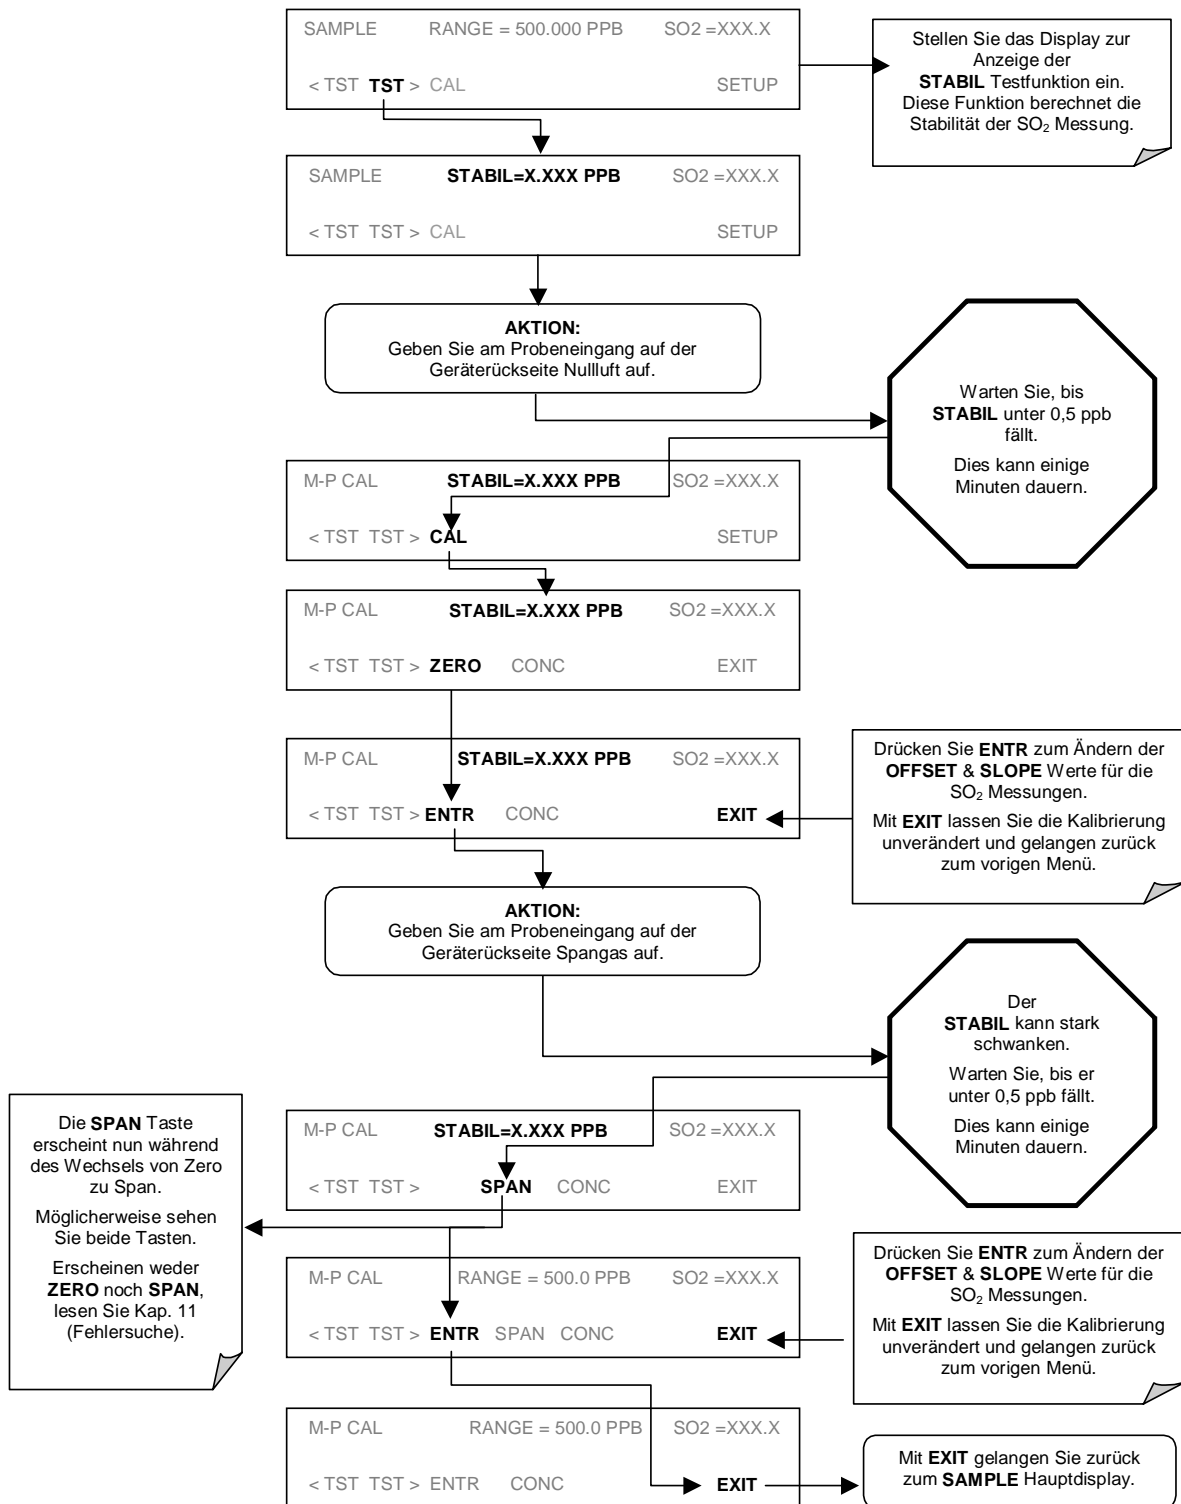 SAMPLE RANGE = 500.000 PPB SO2 =XXX.X
< TST TST > CAL SETUP
Stellen Sie das Display zur
Anzeige der
STABIL Testfunktion ein.
Diese Funktion berechnet die
Stabilität der SO₂ Messung.
SAMPLE STABIL=X.XXX PPB SO2 =XXX.X
< TST TST > CAL SETUP
AKTION:
Geben Sie am Probeneingang auf der
Geräterückseite Nullluft auf.
Warten Sie, bis
STABIL unter 0,5 ppb
fällt.
Dies kann einige
Minuten dauern.
M-P CAL STABIL=X.XXX PPB SO2 =XXX.X
< TST TST > CAL SETUP
M-P CAL STABIL=X.XXX PPB SO2 =XXX.X
< TST TST > ZERO CONC EXIT
M-P CAL STABIL=X.XXX PPB SO2 =XXX.X
< TST TST > ENTR CONC EXIT
Drücken Sie ENTR zum Ändern der
OFFSET & SLOPE Werte für die
SO₂ Messungen.
Mit EXIT lassen Sie die Kalibrierung
unverändert und gelangen zurück
zum vorigen Menü.
AKTION:
Geben Sie am Probeneingang auf der
Geräterückseite Spangas auf.
Der
STABIL kann stark
schwanken.
Warten Sie, bis er
unter 0,5 ppb fällt.
Dies kann einige
Minuten dauern.
M-P CAL STABIL=X.XXX PPB SO2 =XXX.X
< TST TST > SPAN CONC EXIT
Die SPAN Taste
erscheint nun während
des Wechsels von Zero
zu Span.
Möglicherweise sehen
Sie beide Tasten.
Erscheinen weder
ZERO noch SPAN,
lesen Sie Kap. 11
(Fehlersuche).
M-P CAL RANGE = 500.0 PPB SO2 =XXX.X
< TST TST > ENTR SPAN CONC EXIT
Drücken Sie ENTR zum Ändern der
OFFSET & SLOPE Werte für die
SO₂ Messungen.
Mit EXIT lassen Sie die Kalibrierung
unverändert und gelangen zurück
zum vorigen Menü.
M-P CAL RANGE = 500.0 PPB SO2 =XXX.X
< TST TST > ENTR CONC EXIT
Mit EXIT gelangen Sie zurück
zum SAMPLE Hauptdisplay.